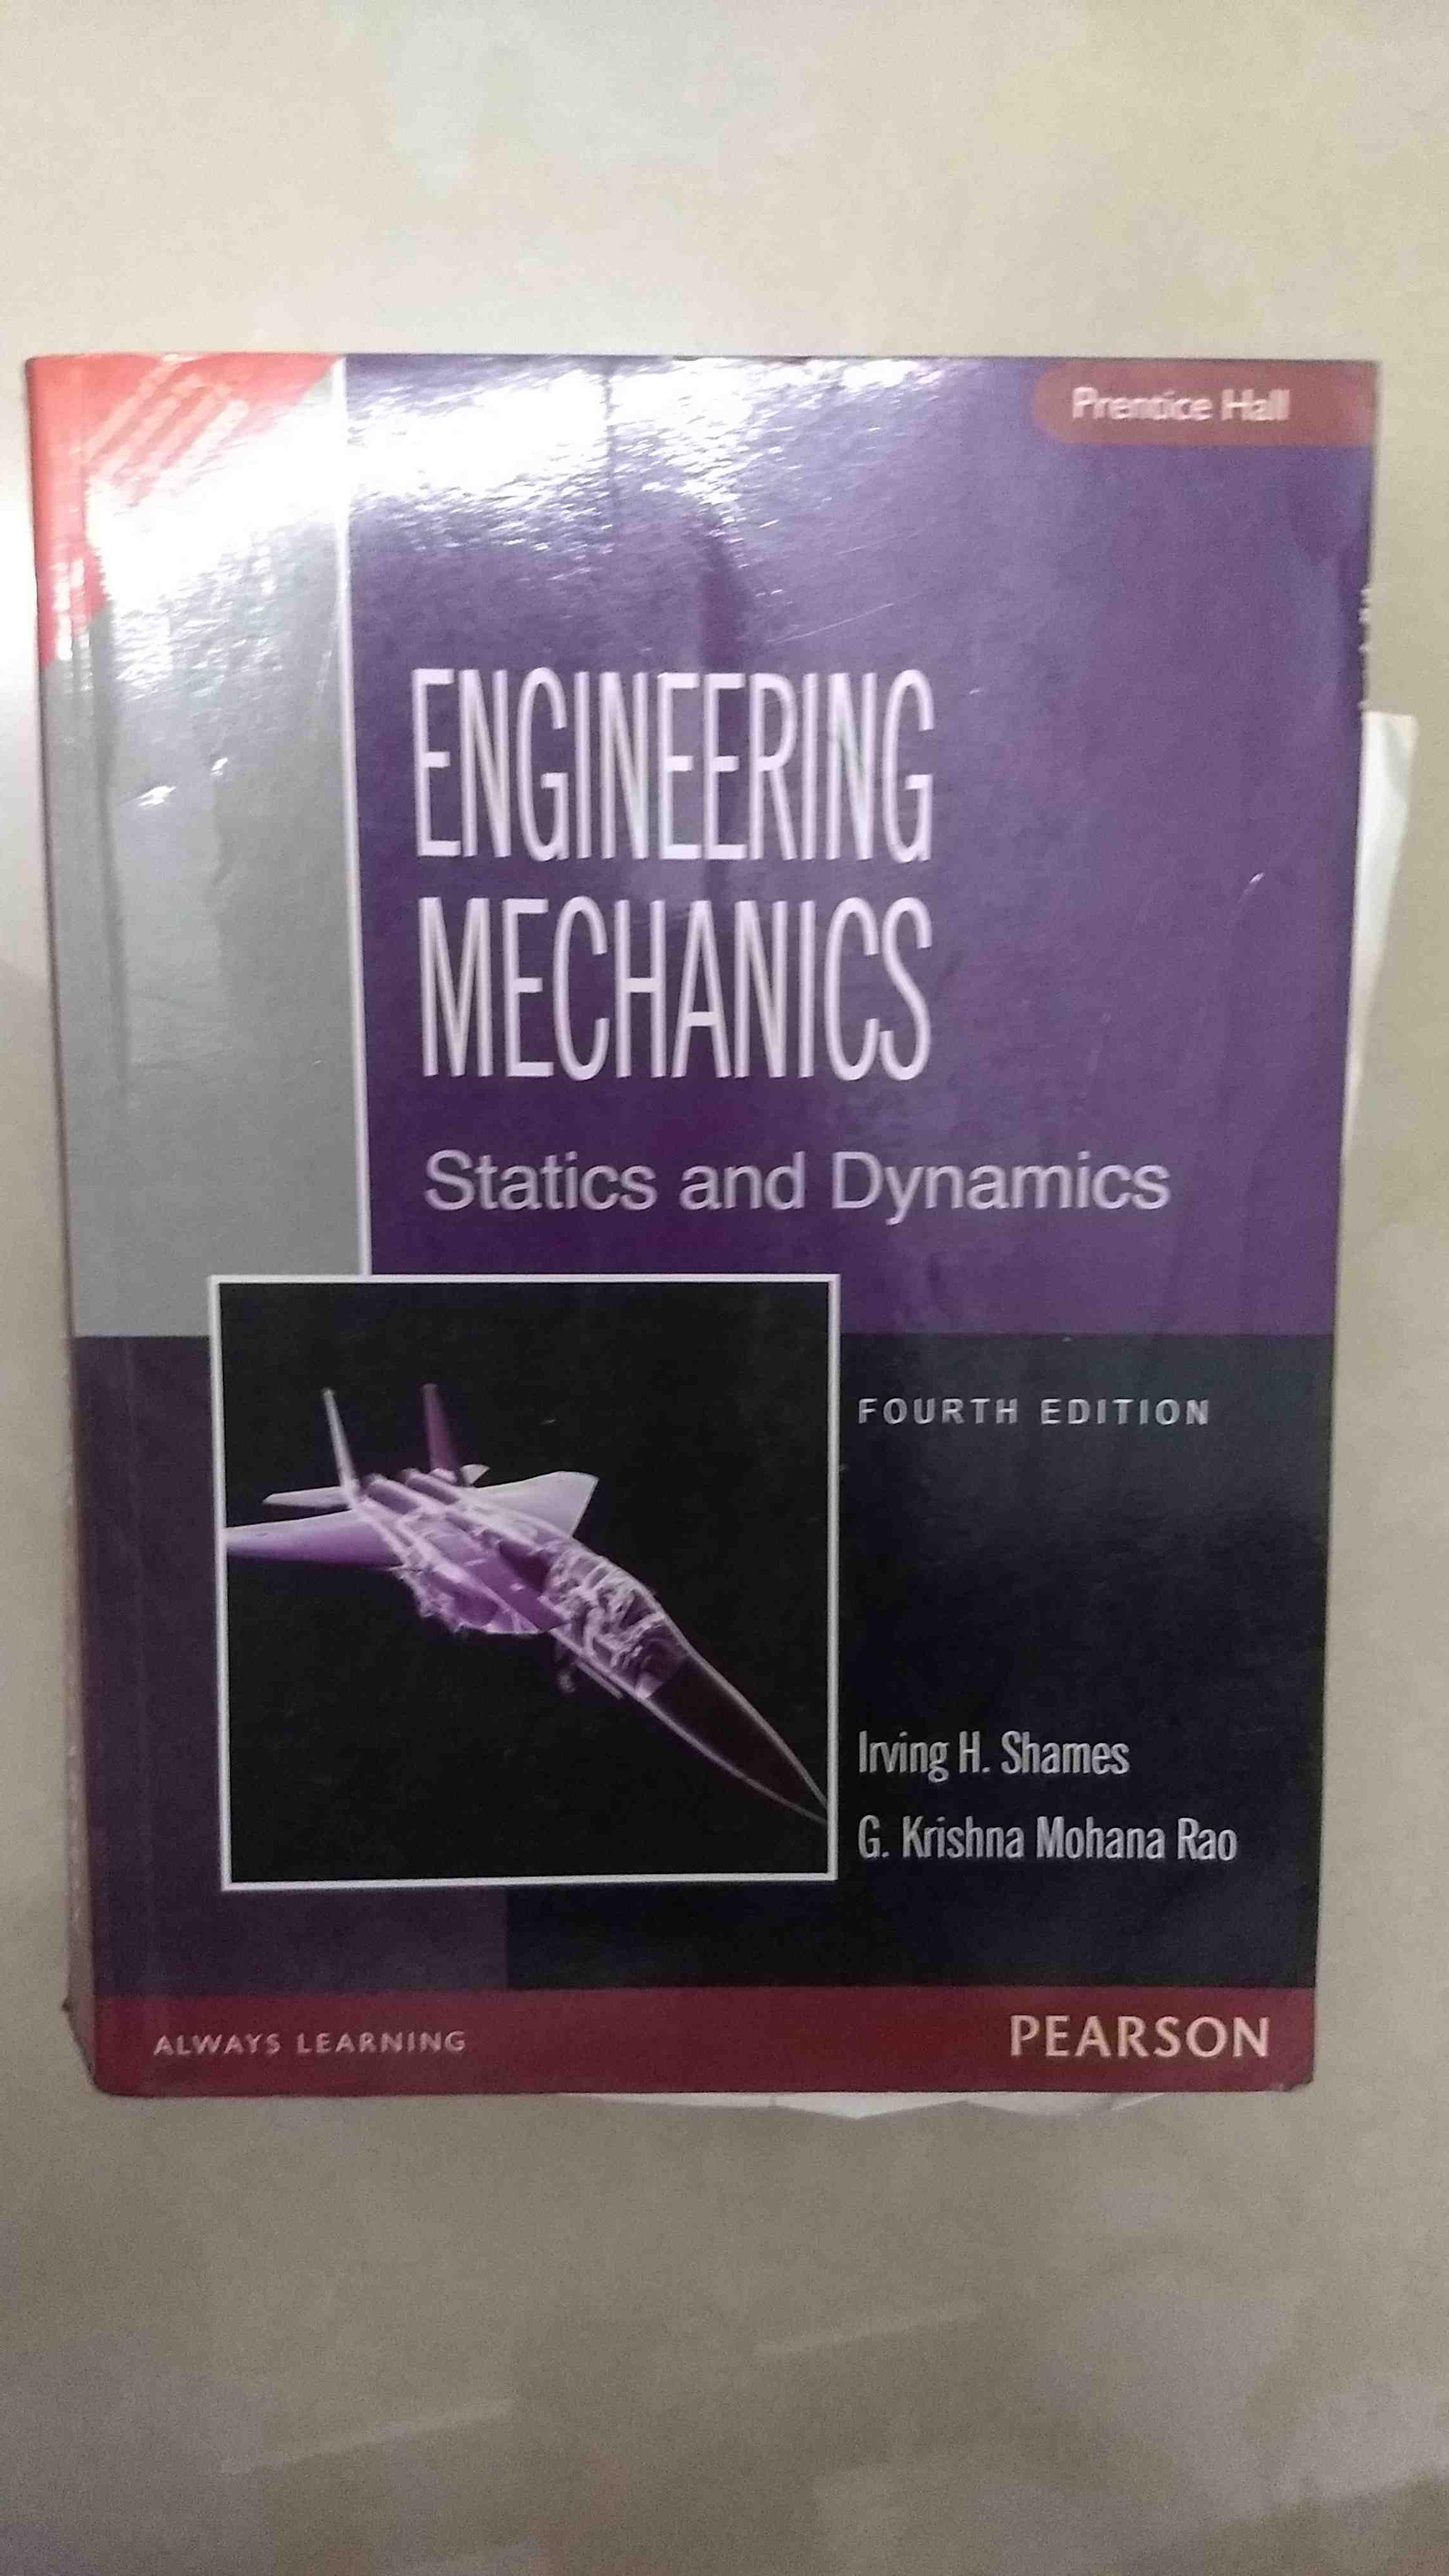 Prentice Hall
ENGINEERING
MECHANICS
Statics and Dynamics
FOURTH EDITION
Irving H. Shames
G. Krishna Mohana Rao
ALWAYS LEARNING
PEARSON